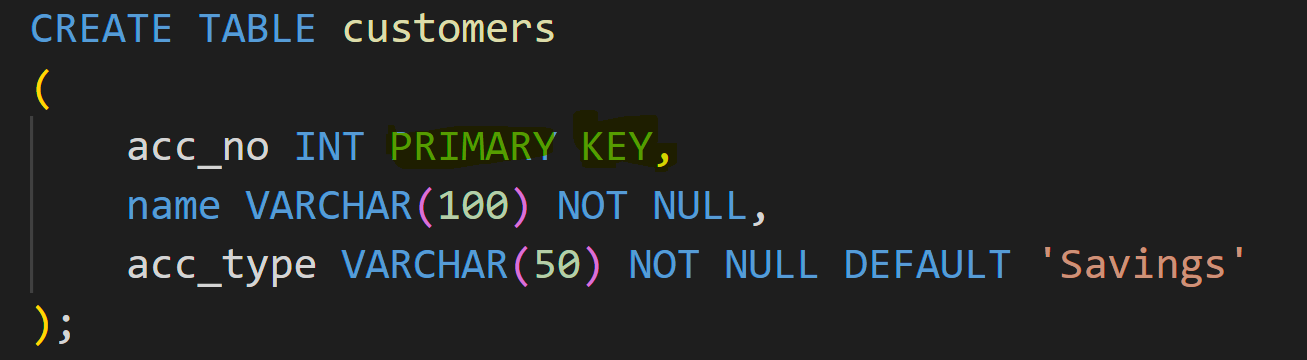 CREATE TABLE customers
(
acc_no INT PRIMARY KEY,
name VARCHAR(100) NOT NULL,
acc_type VARCHAR(50) NOT NULL DEFAULT 'Savings'
);